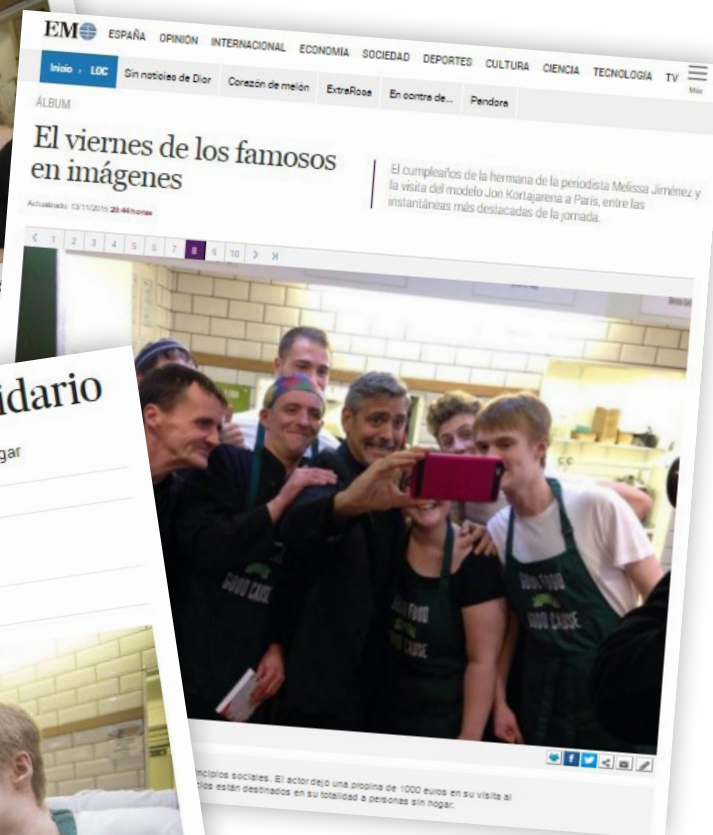 EM
ESPAÑA OPINIÓN INTERNACIONAL ECONOMÍA SOCIEDAD DEPORTES CULTURA CIENCIA TECNOLOGÍA TV
Más
Inicio › LOC Sin noticias de Dior Corazón de melón ExtraRosa En contra de... Pandora
ÁLBUM
El viernes de los famosos
en imágenes
El cumpleaños de la hermana de la periodista Melissa Jiménez y
la visita del modelo Jon Kortajarena a París, entre las
instantáneas más destacadas de la jornada.
Actualizado: 13/11/2015 20:44 horas
1 2 3 4 5 6 7 8 9 10
GOOD CAUSE
GOOD FOOD
GOOD CAUSE
GOOD FOOD
GOOD CAUSE
ncipios sociales. El actor dejó una propina de 1000 euros en su visita al
cios están destinados en su totalidad a personas sin hogar.
idario
gar